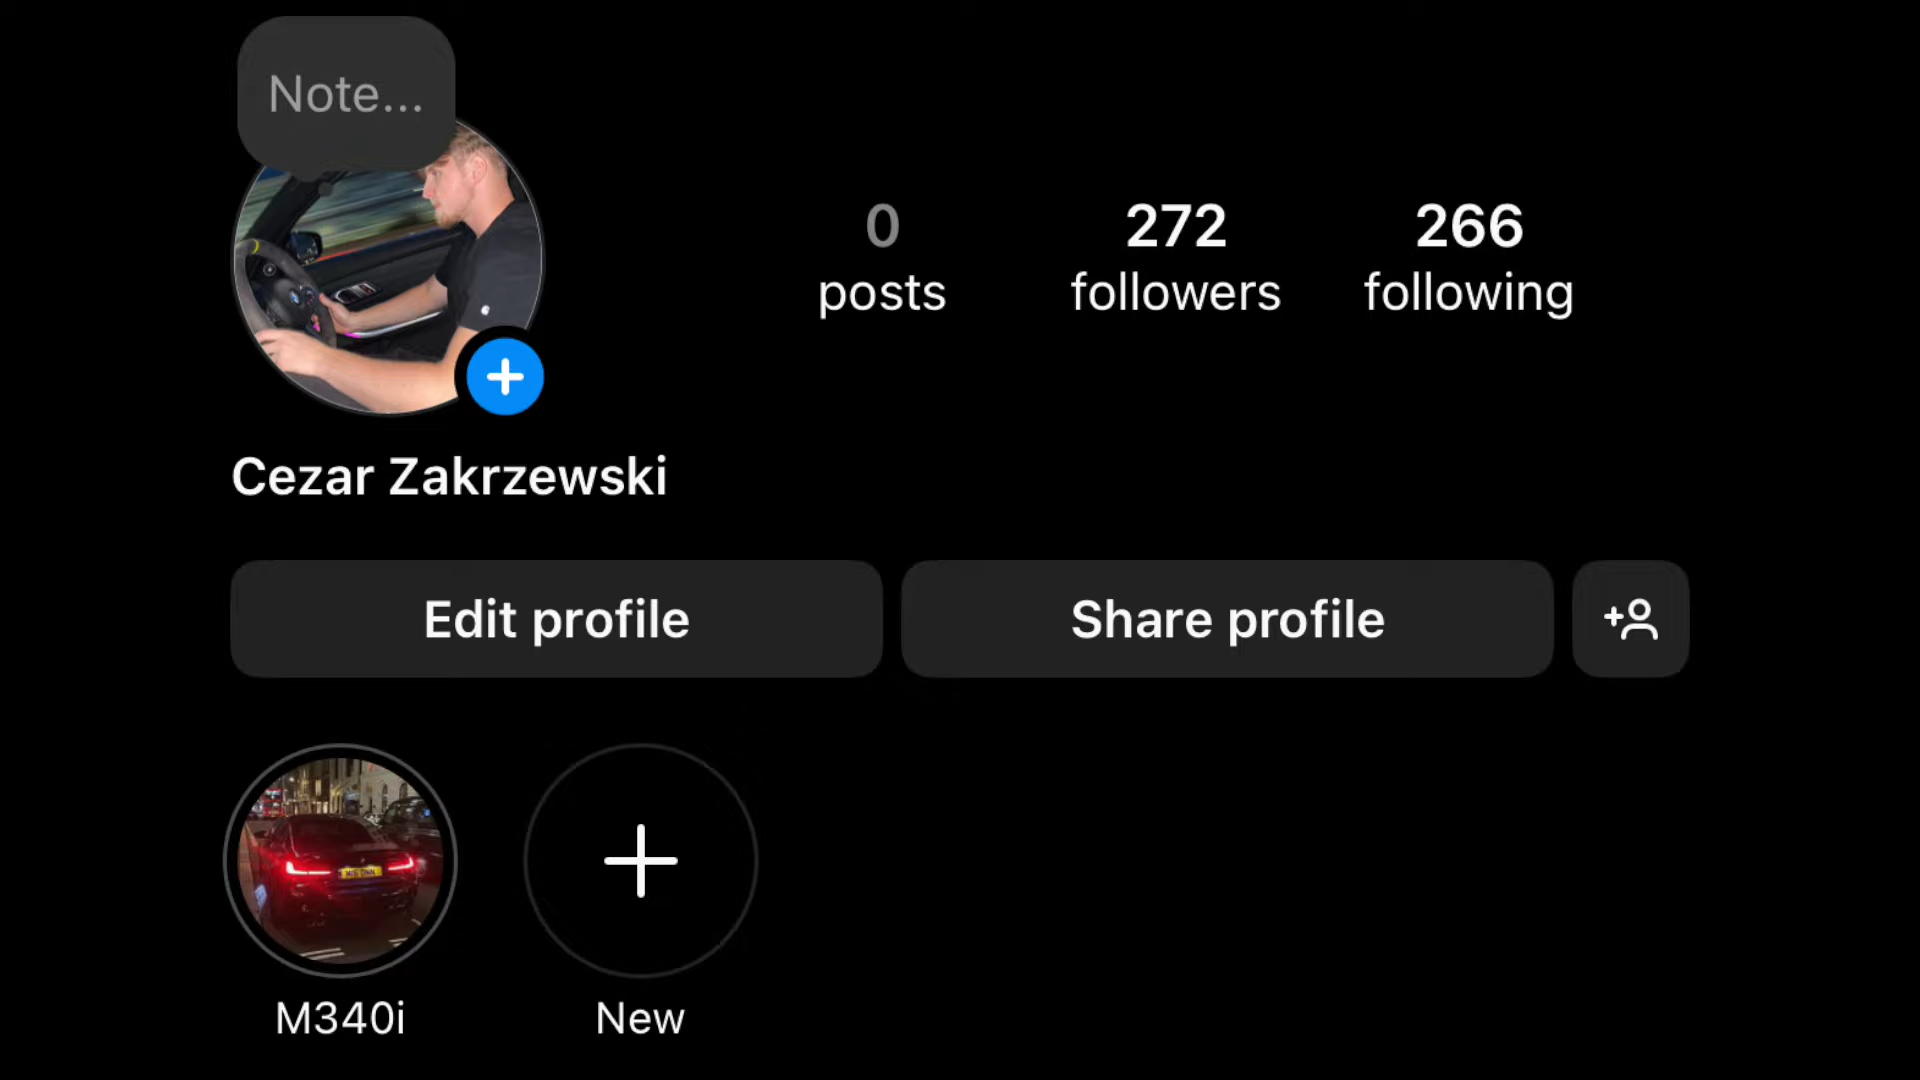 Note...
0
posts
272
followers
266
following
Cezar Zakrzewski
Edit profile
Share profile
M340i
New